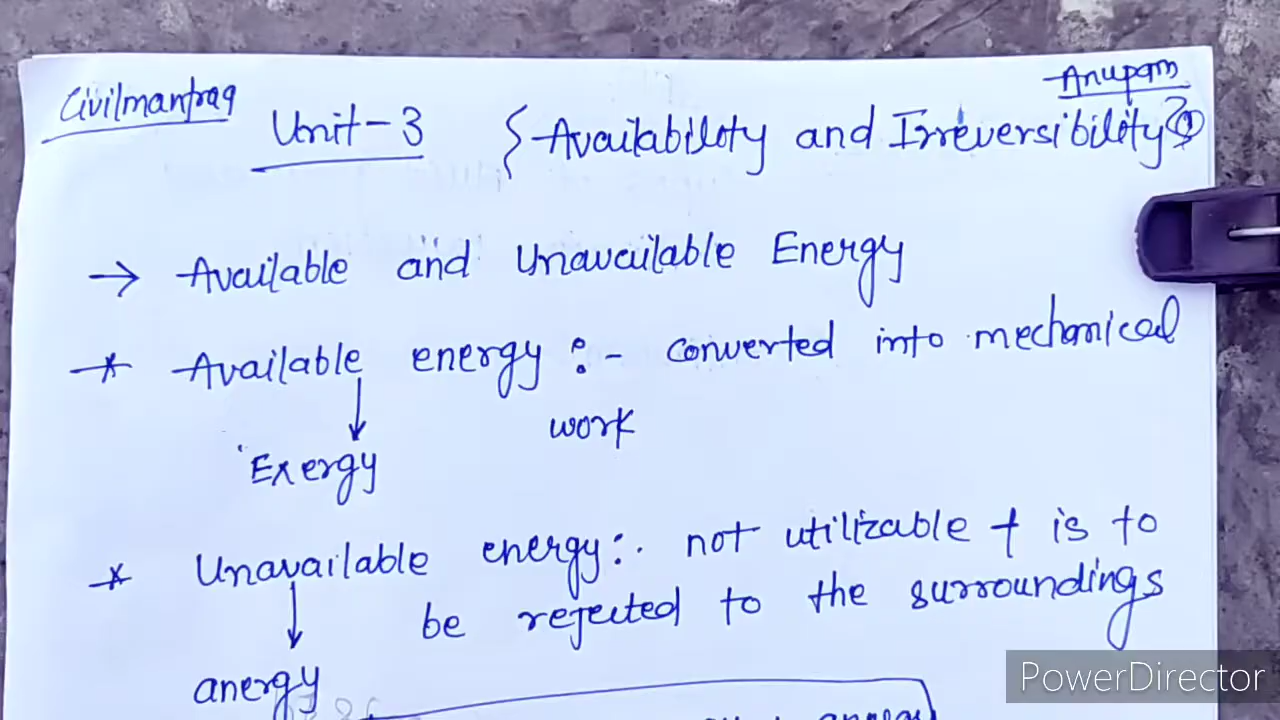 Civilmantraa
Anupam
Unit-3 {Availability and Irreversibility}
→ Available and Unavailable Energy
* Available energy :- converted into mechanical
work
↓
Exergy
* Unavailable energy:- not utilizable + is to
be rejected to the surroundings
↓
anergy
PowerDirector